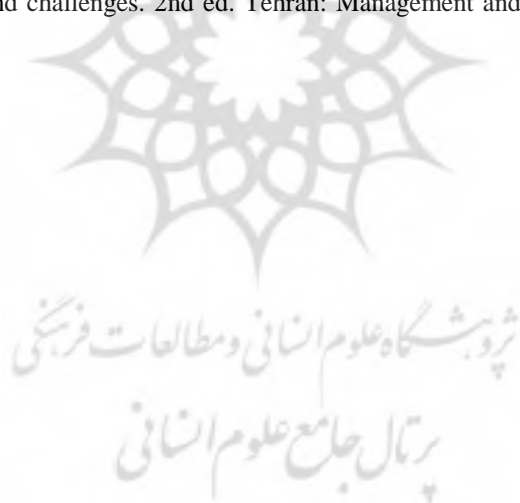 nd challenges. 2nd ed. Tehran: Management and
پژوهشگاه علوم انسانی و مطالعات فرهنگی
پرتال جامع علوم انسانی